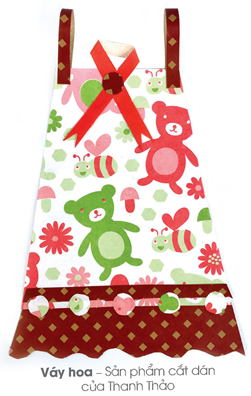 Váy hoa – Sản phẩm cắt dán
của Thanh Thảo